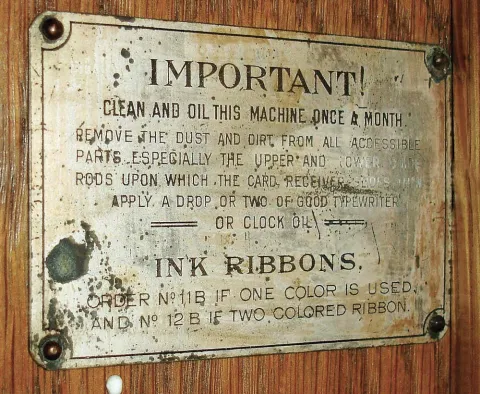 IMPORTANT!
CLEAN AND OIL THIS MACHINE ONCE A MONTH.
REMOVE THE DUST AND DIRT FROM ALL ACCESSIBLE
PARTS ESPECIALLY THE UPPER AND LOWER
RODS UPON WHICH THE CARD RECEIVER
APPLY A DROP OR TWO OF GOOD TYPEWRITER
OR CLOCK OIL
INK RIBBONS.
ORDER Nº 11B IF ONE COLOR IS USED,
AND Nº 12B IF TWO COLORED RIBBON.